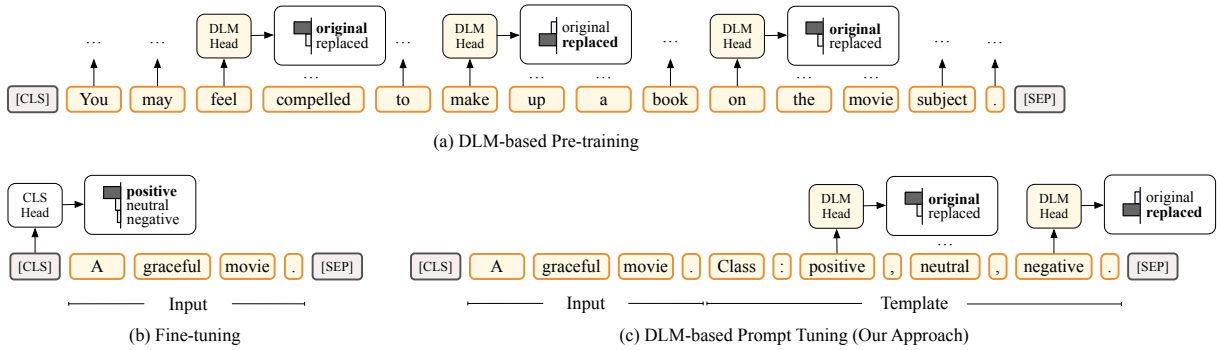 ... ... DLM Head original replaced ... ... DLM Head original replaced ... DLM Head original replaced ... ...
... ... ... ...
[CLS] You may feel compelled to make up a book on the movie subject . [SEP]
(a) DLM-based Pre-training
CLS Head positive neutral negative
[CLS] A graceful movie . [SEP]
Input
(b) Fine-tuning
DLM Head original replaced ... DLM Head original replaced
[CLS] A graceful movie . Class : positive , neutral , negative . [SEP]
Input Template
(c) DLM-based Prompt Tuning (Our Approach)